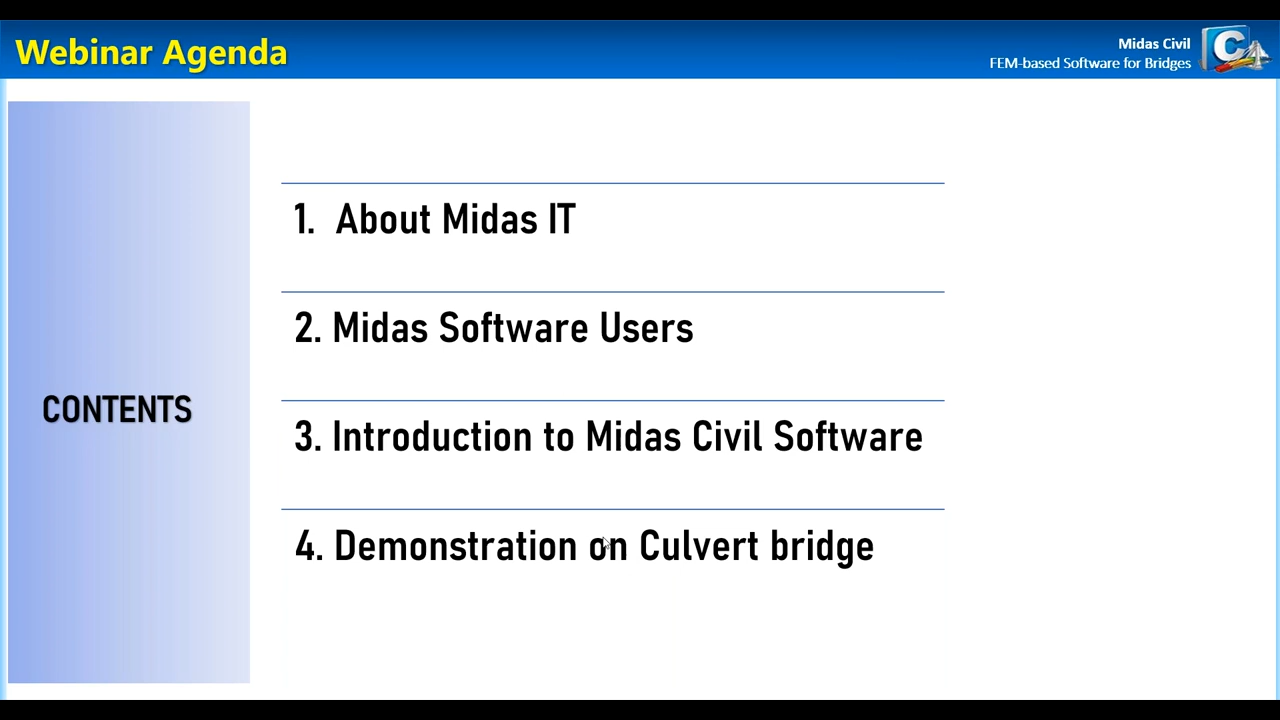 Webinar Agenda
Midas Civil
FEM-based Software for Bridges
CONTENTS
1. About Midas IT
2. Midas Software Users
3. Introduction to Midas Civil Software
4. Demonstration on Culvert bridge